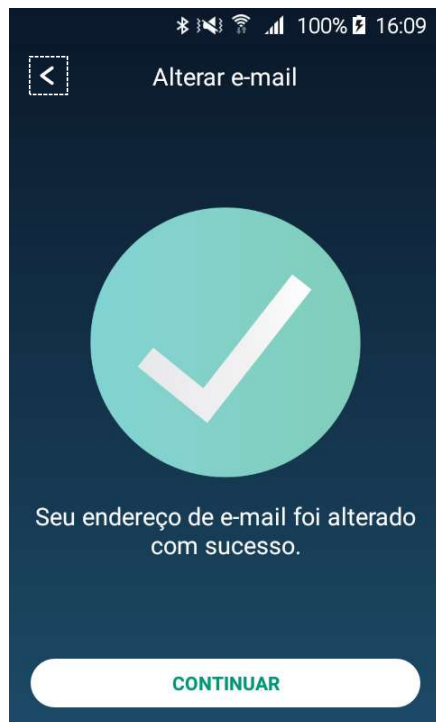 100% 16:09
Alterar e-mail
Seu endereço de e-mail foi alterado
com sucesso.
CONTINUAR